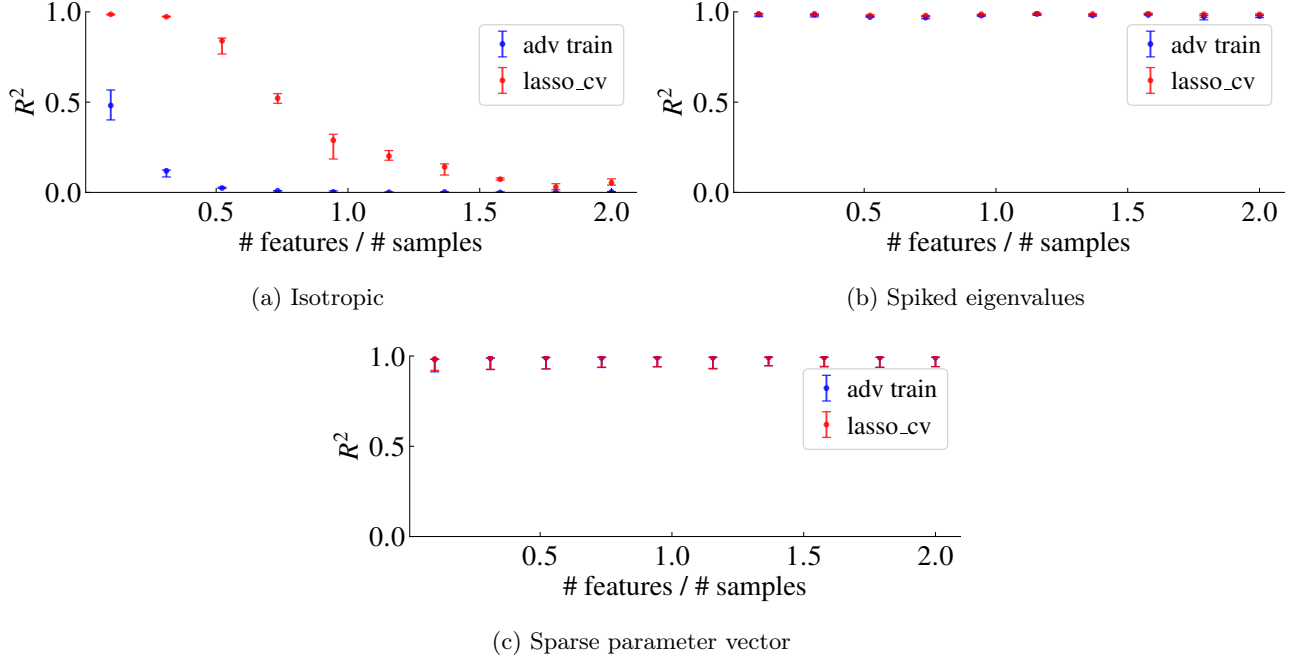 1.0
0.5
0.0
R²
adv train
lasso_cv
0.5
1.0
1.5
2.0
# features / # samples
(a) Isotropic
1.0
0.5
0.0
R²
adv train
lasso_cv
0.5
1.0
1.5
2.0
# features / # samples
(b) Spiked eigenvalues
1.0
0.5
0.0
R²
adv train
lasso_cv
0.5
1.0
1.5
2.0
# features / # samples
(c) Sparse parameter vector